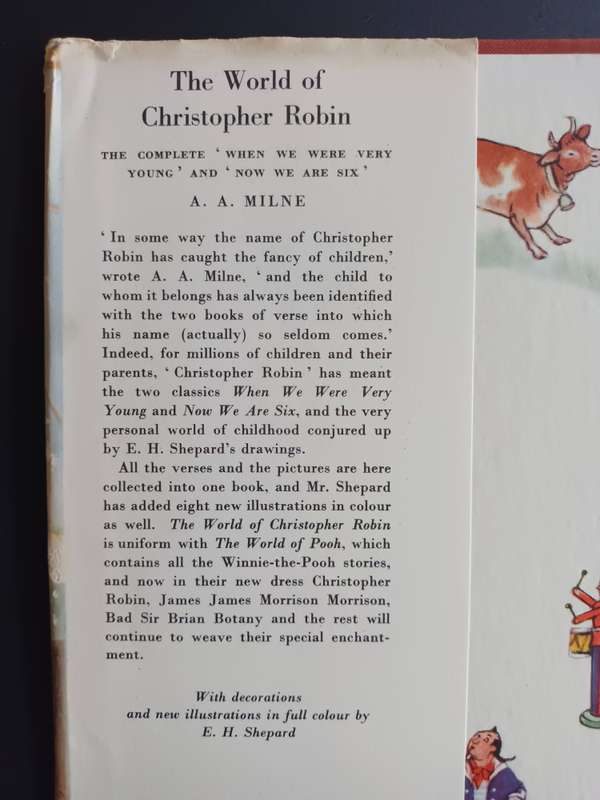 The World of
Christopher Robin
THE COMPLETE ‘ WHEN WE WERE VERY
YOUNG ’ AND ‘ NOW WE ARE SIX ’
A. A. MILNE
‘ In some way the name of Christopher
Robin has caught the fancy of children,’
wrote A. A. Milne, ‘ and the child to
whom it belongs has always been identified
with the two books of verse into which
his name (actually) so seldom comes.’
Indeed, for millions of children and their
parents, ‘ Christopher Robin ’ has meant
the two classics When We Were Very
Young and Now We Are Six, and the very
personal world of childhood conjured up
by E. H. Shepard’s drawings.
All the verses and the pictures are here
collected into one book, and Mr. Shepard
has added eight new illustrations in colour
as well. The World of Christopher Robin
is uniform with The World of Pooh, which
contains all the Winnie-the-Pooh stories,
and now in their new dress Christopher
Robin, James James Morrison Morrison,
Bad Sir Brian Botany and the rest will
continue to weave their special enchant-
ment.
With decorations
and new illustrations in full colour by
E. H. Shepard